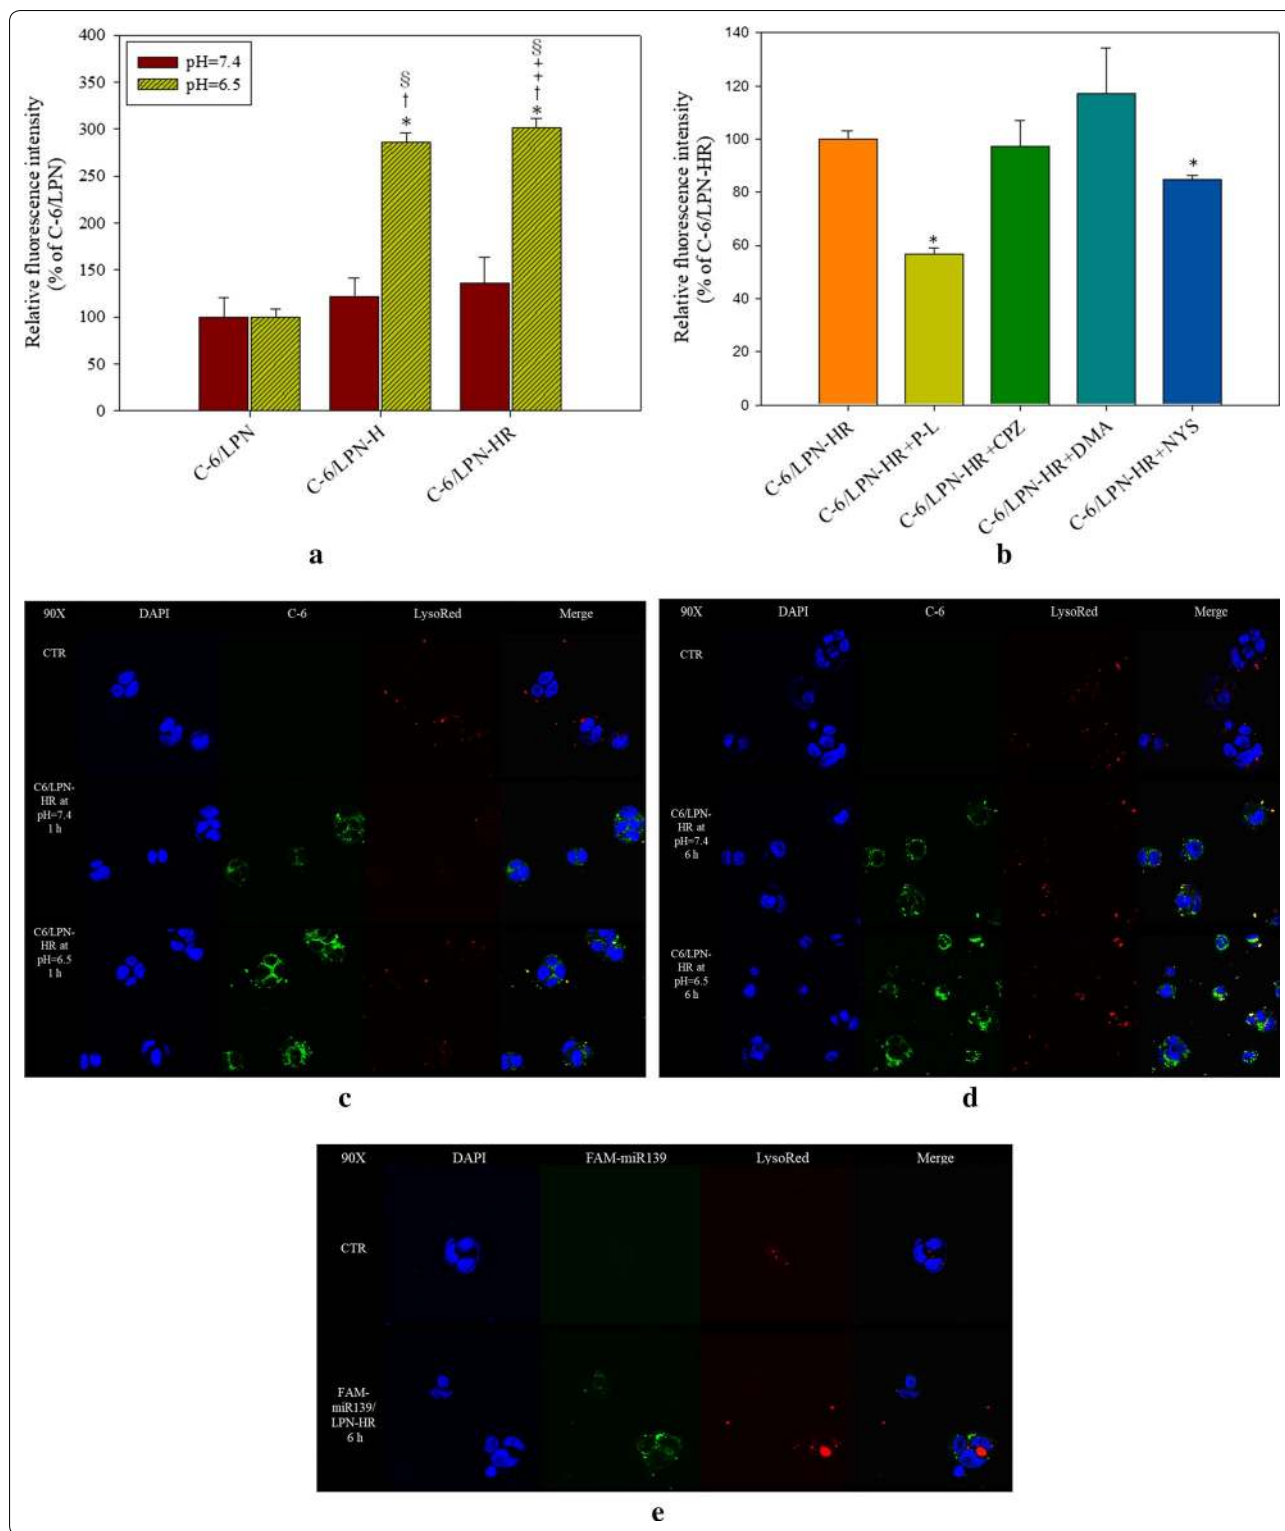 Relative fluorescence intensity
(% of C-6/LPN)
400
350
300
250
200
150
100
50
0
pH=7.4
pH=6.5
§
†
*
§
+
+
†
*
C-6/LPN
C-6/LPN-H
C-6/LPN-HR
a
Relative fluorescence intensity
(% of C-6/LPN-HR)
140
120
100
80
60
40
20
0
*
*
C-6/LPN-HR
C-6/LPN-HR+P-L
C-6/LPN-HR+CPZ
C-6/LPN-HR+DMA
C-6/LPN-HR+NYS
b
90X DAPI C-6 LysoRed Merge
CTR
C6/LPN-
HR at
pH=7.4
1 h
C6/LPN-
HR at
pH=6.5
1 h
c
90X DAPI C-6 LysoRed Merge
CTR
C6/LPN-
HR at
pH=7.4
6 h
C6/LPN-
HR at
pH=6.5
6 h
d
90X DAPI FAM-miR139 LysoRed Merge
CTR
FAM-
miR139/
LPN-HR
6 h
e